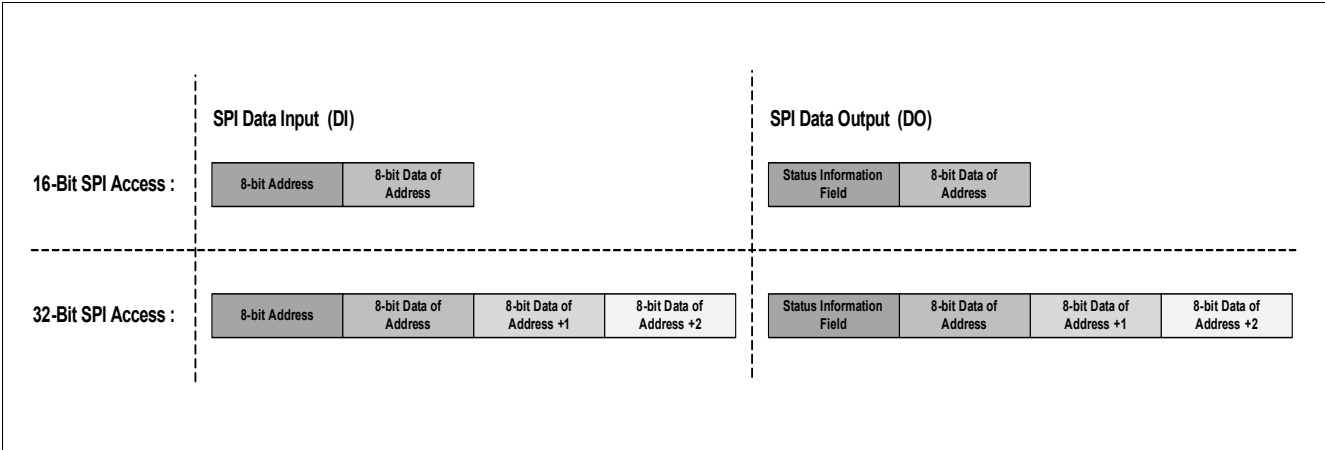 SPI Data Input (DI)
SPI Data Output (DO)
16-Bit SPI Access :
8-bit Address
8-bit Data of
Address
Status Information
Field
8-bit Data of
Address
32-Bit SPI Access :
8-bit Address
8-bit Data of
Address
8-bit Data of
Address +1
8-bit Data of
Address +2
Status Information
Field
8-bit Data of
Address
8-bit Data of
Address +1
8-bit Data of
Address +2